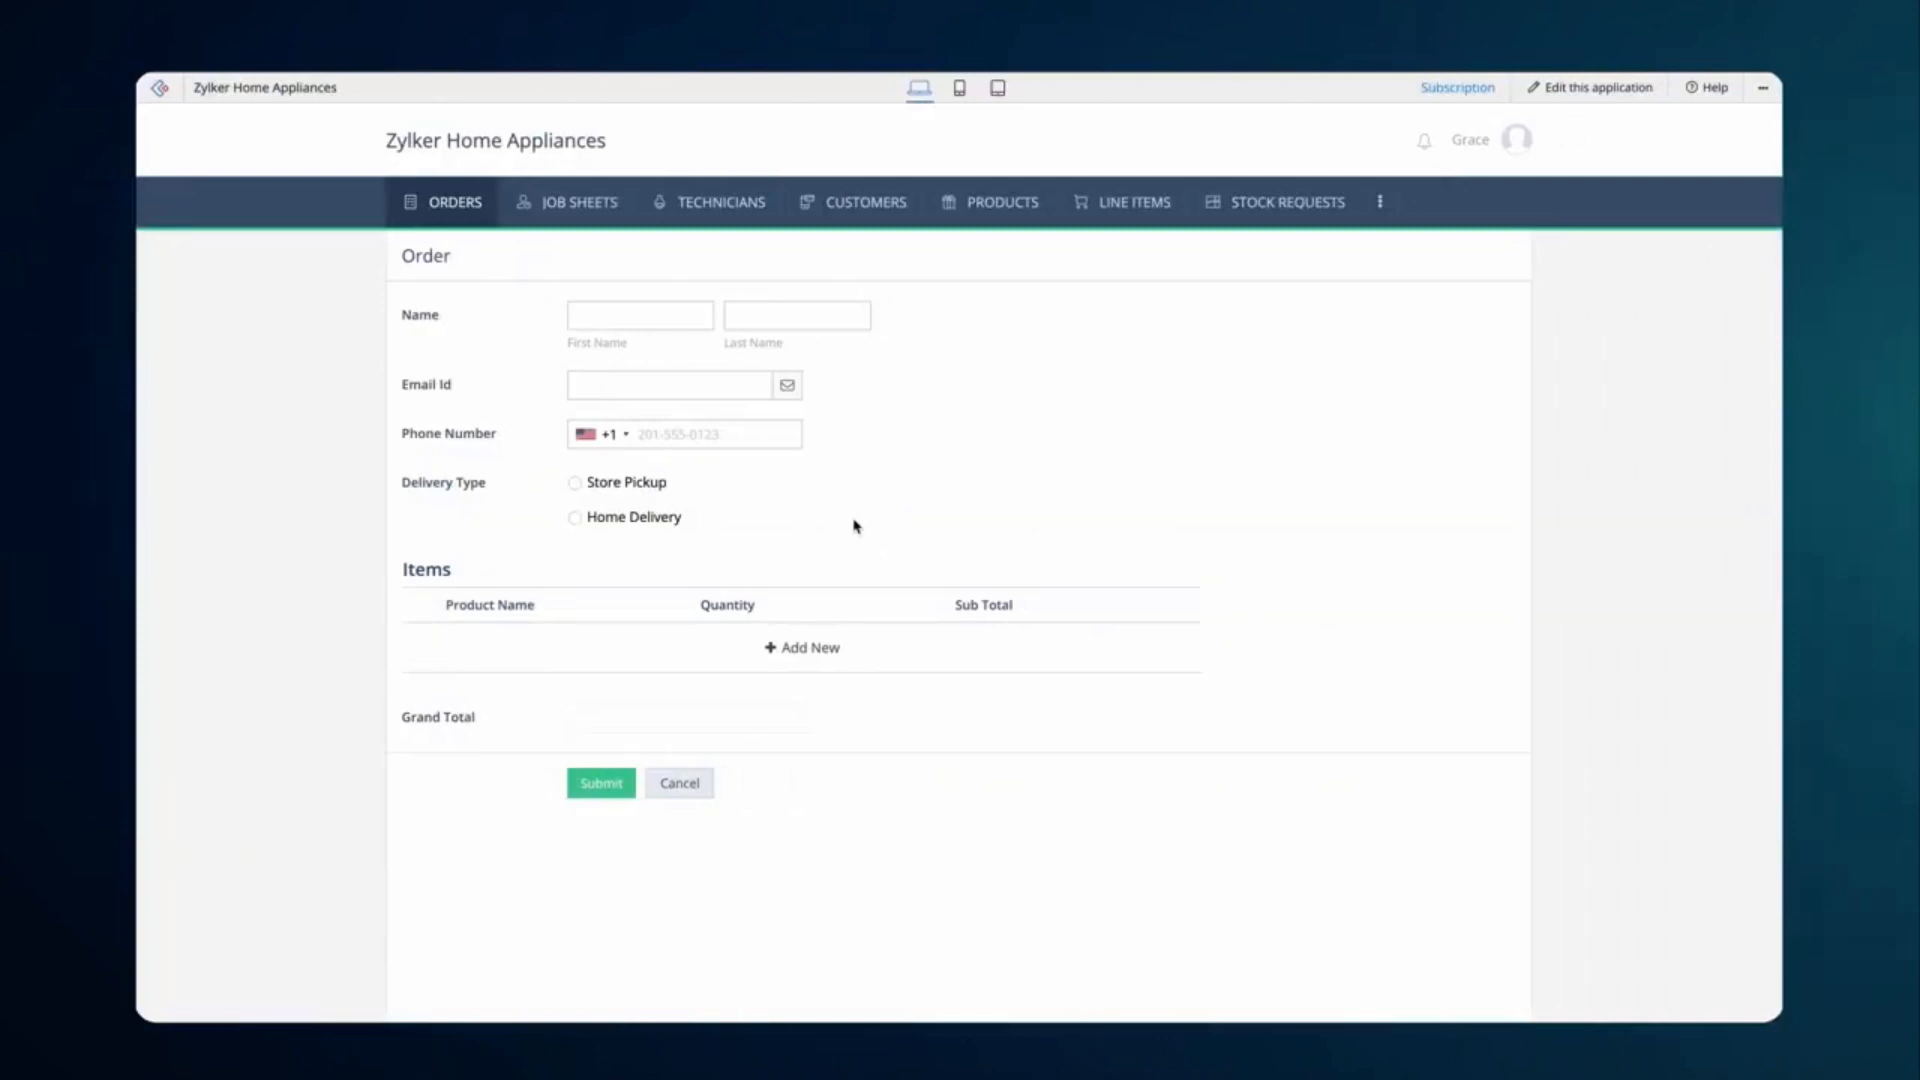 Zylker Home Appliances
Subscription
Edit this application
Help
Zylker Home Appliances
Grace
ORDERS
JOB SHEETS
TECHNICIANS
CUSTOMERS
PRODUCTS
LINE ITEMS
STOCK REQUESTS
Order
Name
First Name
Last Name
Email Id
Phone Number
+1
201-555-0123
Delivery Type
Store Pickup
Home Delivery
Items
Product Name
Quantity
Sub Total
+ Add New
Grand Total
Submit
Cancel